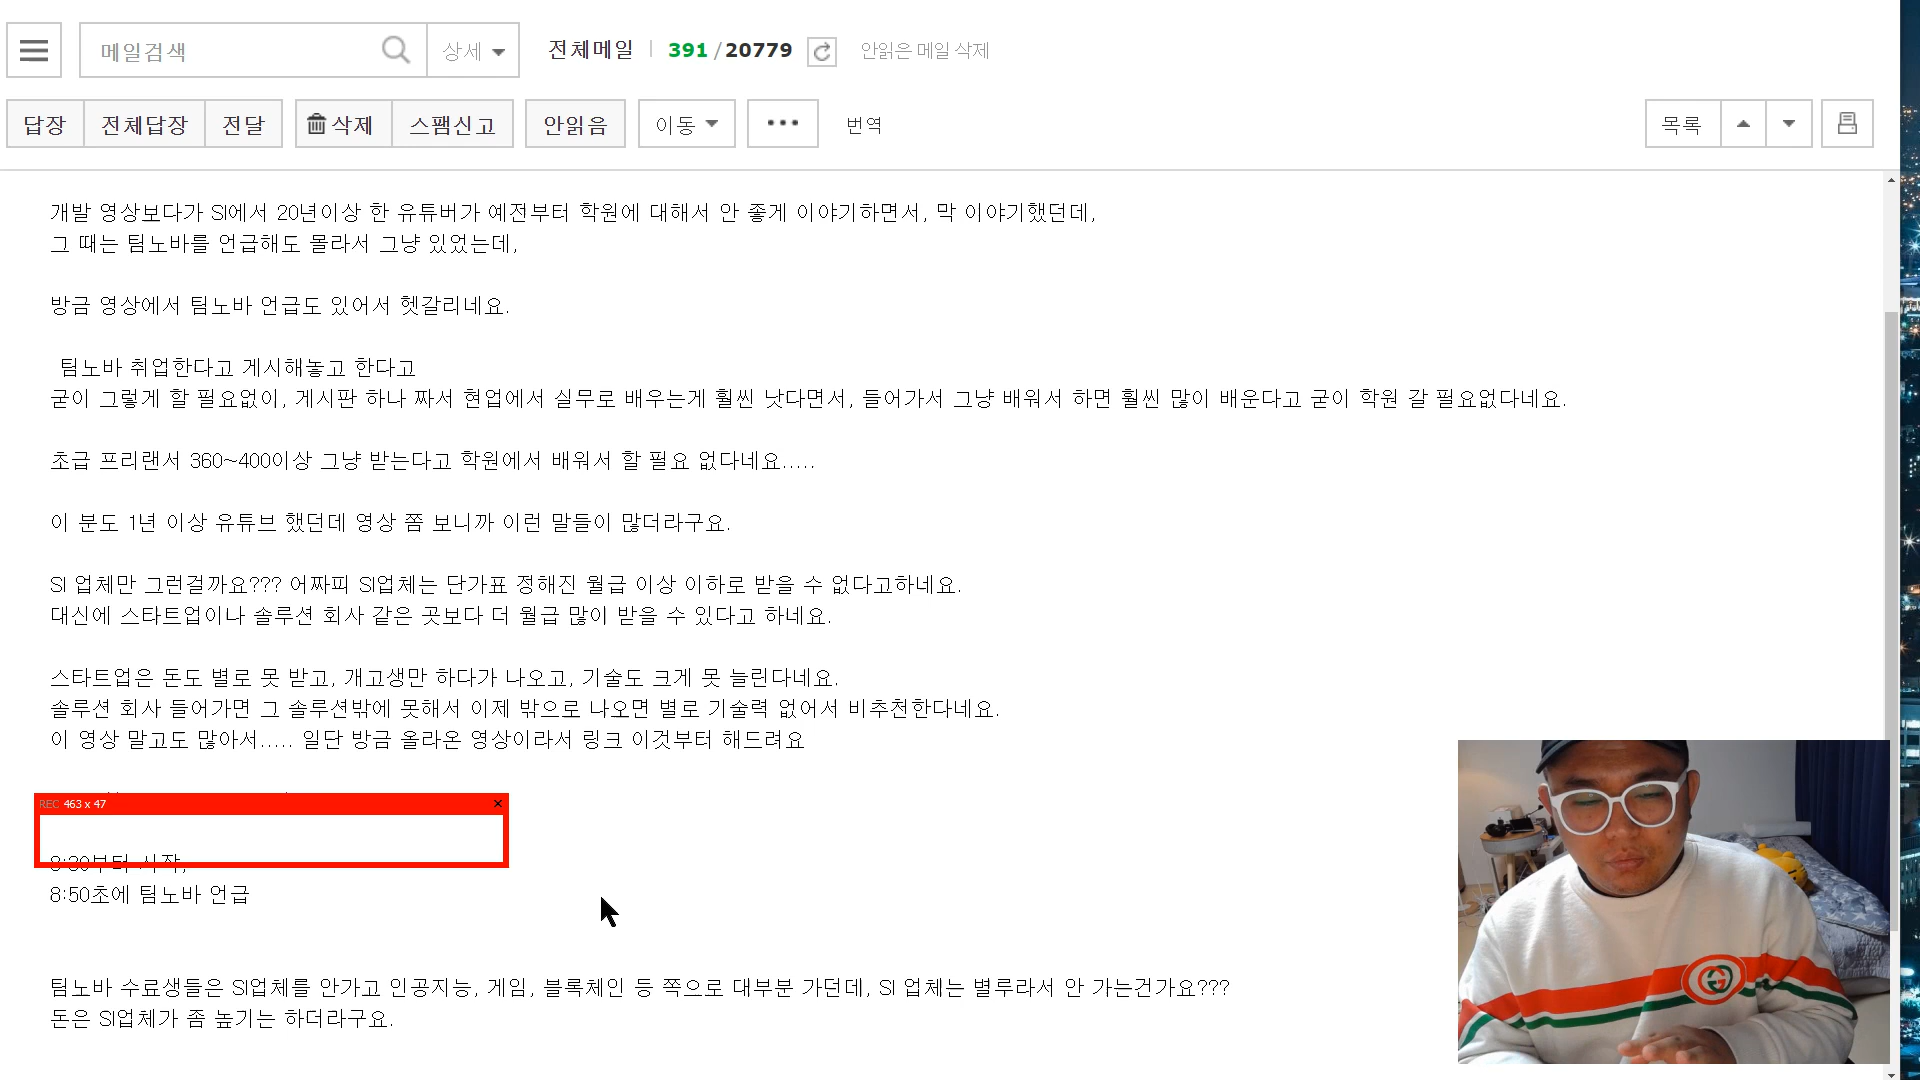 메일검색
상세
전체메일
391 / 20779
안읽은 메일 삭제
답장
전체답장
전달
삭제
스팸신고
안읽음
이동
•••
번역
목록
개발 영상보다가 SI에서 20년이상 한 유튜버가 예전부터 학원에 대해서 안 좋게 이야기하면서, 막 이야기했던데,
그 때는 팀노바를 언급해도 몰라서 그냥 있었는데,
방금 영상에서 팀노바 언급도 있어서 헷갈리네요.
팀노바 취업한다고 게시해놓고 한다고
굳이 그렇게 할 필요없이, 게시판 하나 짜서 현업에서 실무로 배우는게 훨씬 낫다면서, 들어가서 그냥 배워서 하면 훨씬 많이 배운다고 굳이 학원 갈 필요없다네요.
초급 프리랜서 360~400이상 그냥 받는다고 학원에서 배워서 할 필요 없다네요.....
이 분도 1년 이상 유튜브 했던데 영상 쫌 보니까 이런 말들이 많더라구요.
SI 업체만 그런걸까요??? 어짜피 SI업체는 단가표 정해진 월급 이상 이하로 받을 수 없다고하네요.
대신에 스타트업이나 솔루션 회사 같은 곳보다 더 월급 많이 받을 수 있다고 하네요.
스타트업은 돈도 별로 못 받고, 개고생만 하다가 나오고, 기술도 크게 못 늘린다네요.
솔루션 회사 들어가면 그 솔루션밖에 못해서 이제 밖으로 나오면 별로 기술력 없어서 비추천한다네요.
이 영상 말고도 많아서..... 일단 방금 올라온 영상이라서 링크 이것부터 해드려요
REC 463 x 47
8:30부터 시작,
8:50초에 팀노바 언급
팀노바 수료생들은 SI업체를 안가고 인공지능, 게임, 블록체인 등 쪽으로 대부분 가던데, SI 업체는 별루라서 안 가는건가요???
돈은 SI업체가 좀 높기는 하더라구요.